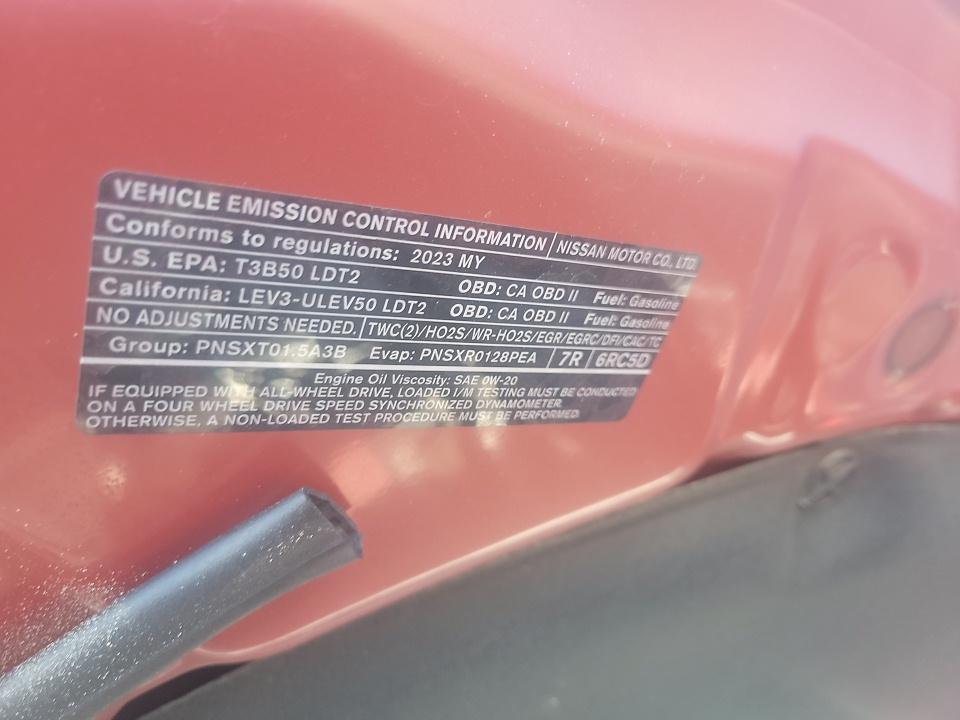 VEHICLE EMISSION CONTROL INFORMATION NISSAN MOTOR CO., LTD.
Conforms to regulations: 2023 MY
U.S. EPA: T3B50 LDT2 OBD: CA OBD II Fuel: Gasoline
California: LEV3-ULEV50 LDT2 OBD: CA OBD II Fuel: Gasoline
NO ADJUSTMENTS NEEDED. TWC(2)/HO2S/WR-HO2S/EGR/EGRC/DFI/CAC/TC
Group: PNSXT01.5A3B Evap: PNSXR0128PEA 7R 6RC5D
Engine Oil Viscosity: SAE 0W-20
IF EQUIPPED WITH ALL-WHEEL DRIVE, LOADED I/M TESTING MUST BE CONDUCTED
ON A FOUR WHEEL DRIVE SPEED SYNCHRONIZED DYNAMOMETER.
OTHERWISE, A NON-LOADED TEST PROCEDURE MUST BE PERFORMED.